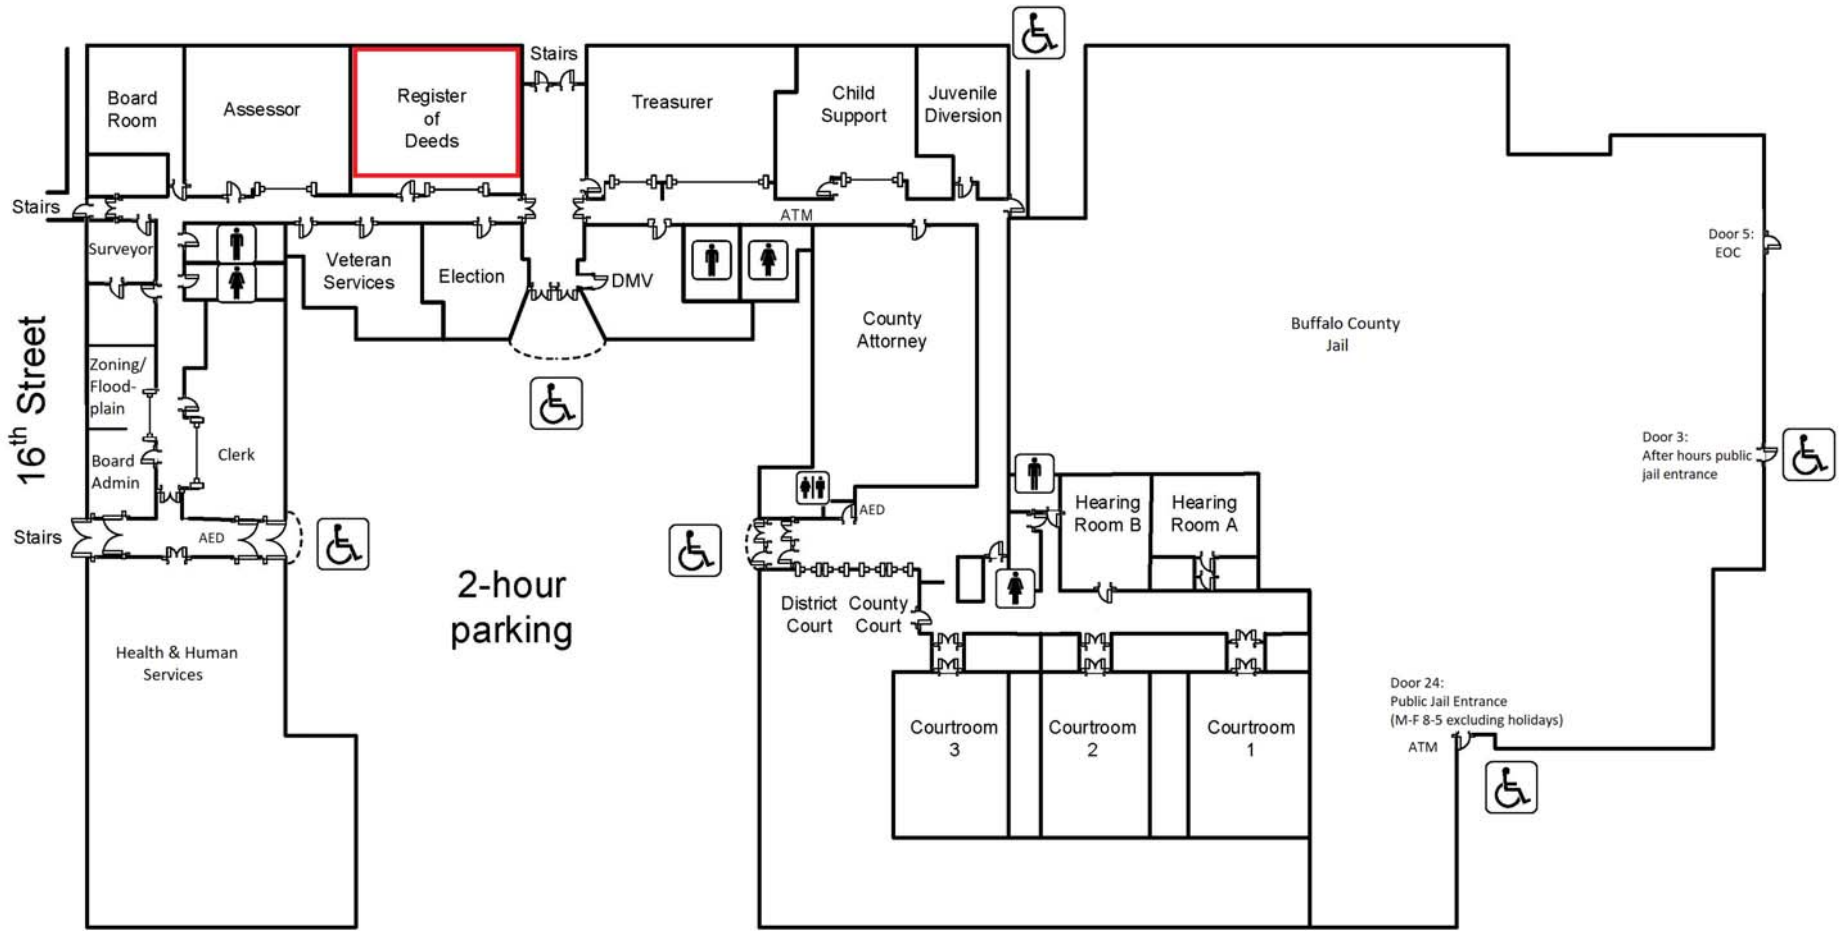 Stairs
Board
Room
Assessor
Register
of
Deeds
Treasurer
Child
Support
Juvenile
Diversion
Stairs
ATM
Surveyor
Veteran
Services
Election
DMV
Door 5:
EOC
16th Street
County
Attorney
Buffalo County
Jail
Zoning/
Flood-
plain
Board
Admin
Clerk
Door 3:
After hours public
jail entrance
Hearing
Room B
Hearing
Room A
Stairs
AED
AED
2-hour
parking
District
Court
County
Court
Health & Human
Services
Door 24:
Public Jail Entrance
(M-F 8-5 excluding holidays)
ATM
Courtroom
3
Courtroom
2
Courtroom
1